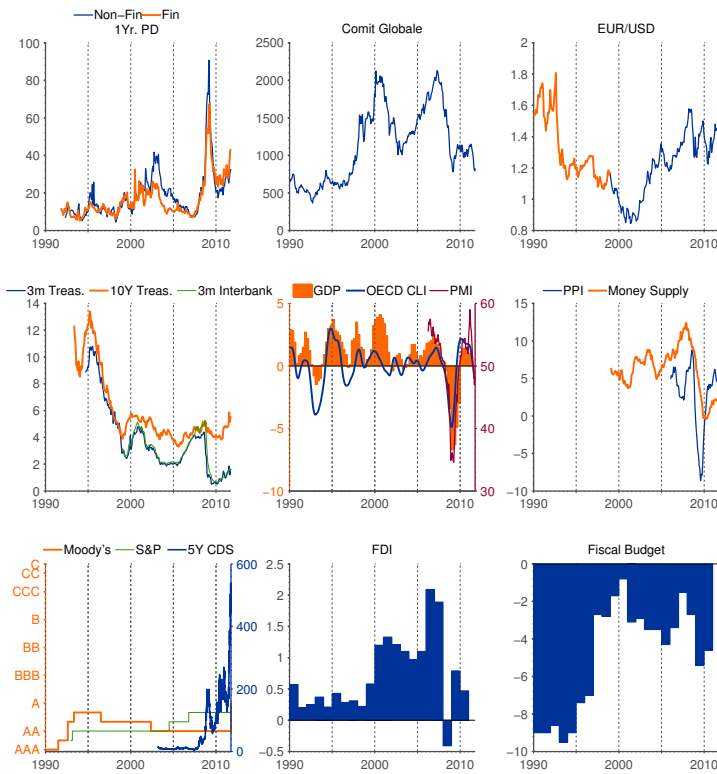 Non-Fin Fin
1Yr. PD
100
80
60
40
20
0
1990 2000 2010
Comit Globale
2500
2000
1500
1000
500
0
1990 2000 2010
EUR/USD
2
1.8
1.6
1.4
1.2
1
0.8
1990 2000 2010
3m Treas. 10Y Treas. 3m Interbank
14
12
10
8
6
4
2
0
1990 2000 2010
GDP OECD CLI PMI
5 60
0 50
−5 40
−10 30
1990 2000 2010
PPI Money Supply
15
10
5
0
−5
−10
1990 2000 2010
Moody's S&P 5Y CDS
C 600
CC
CCC
B 400
BB
BBB 200
A
AA
AAA 0
1990 2000 2010
FDI
2.5
2
1.5
1
0.5
0
−0.5
1990 2000 2010
Fiscal Budget
0
−2
−4
−6
−8
−10
1990 2000 2010